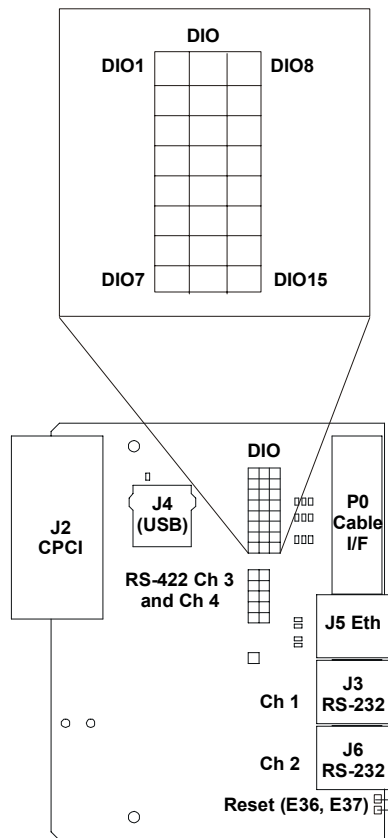 DIO
DIO1
DIO8
DIO7
DIO15
DIO
J2
CPCI
J4
(USB)
P0
Cable
I/F
RS-422 Ch 3
and Ch 4
J5 Eth
Ch 1
J3
RS-232
Ch 2
J6
RS-232
Reset (E36, E37)